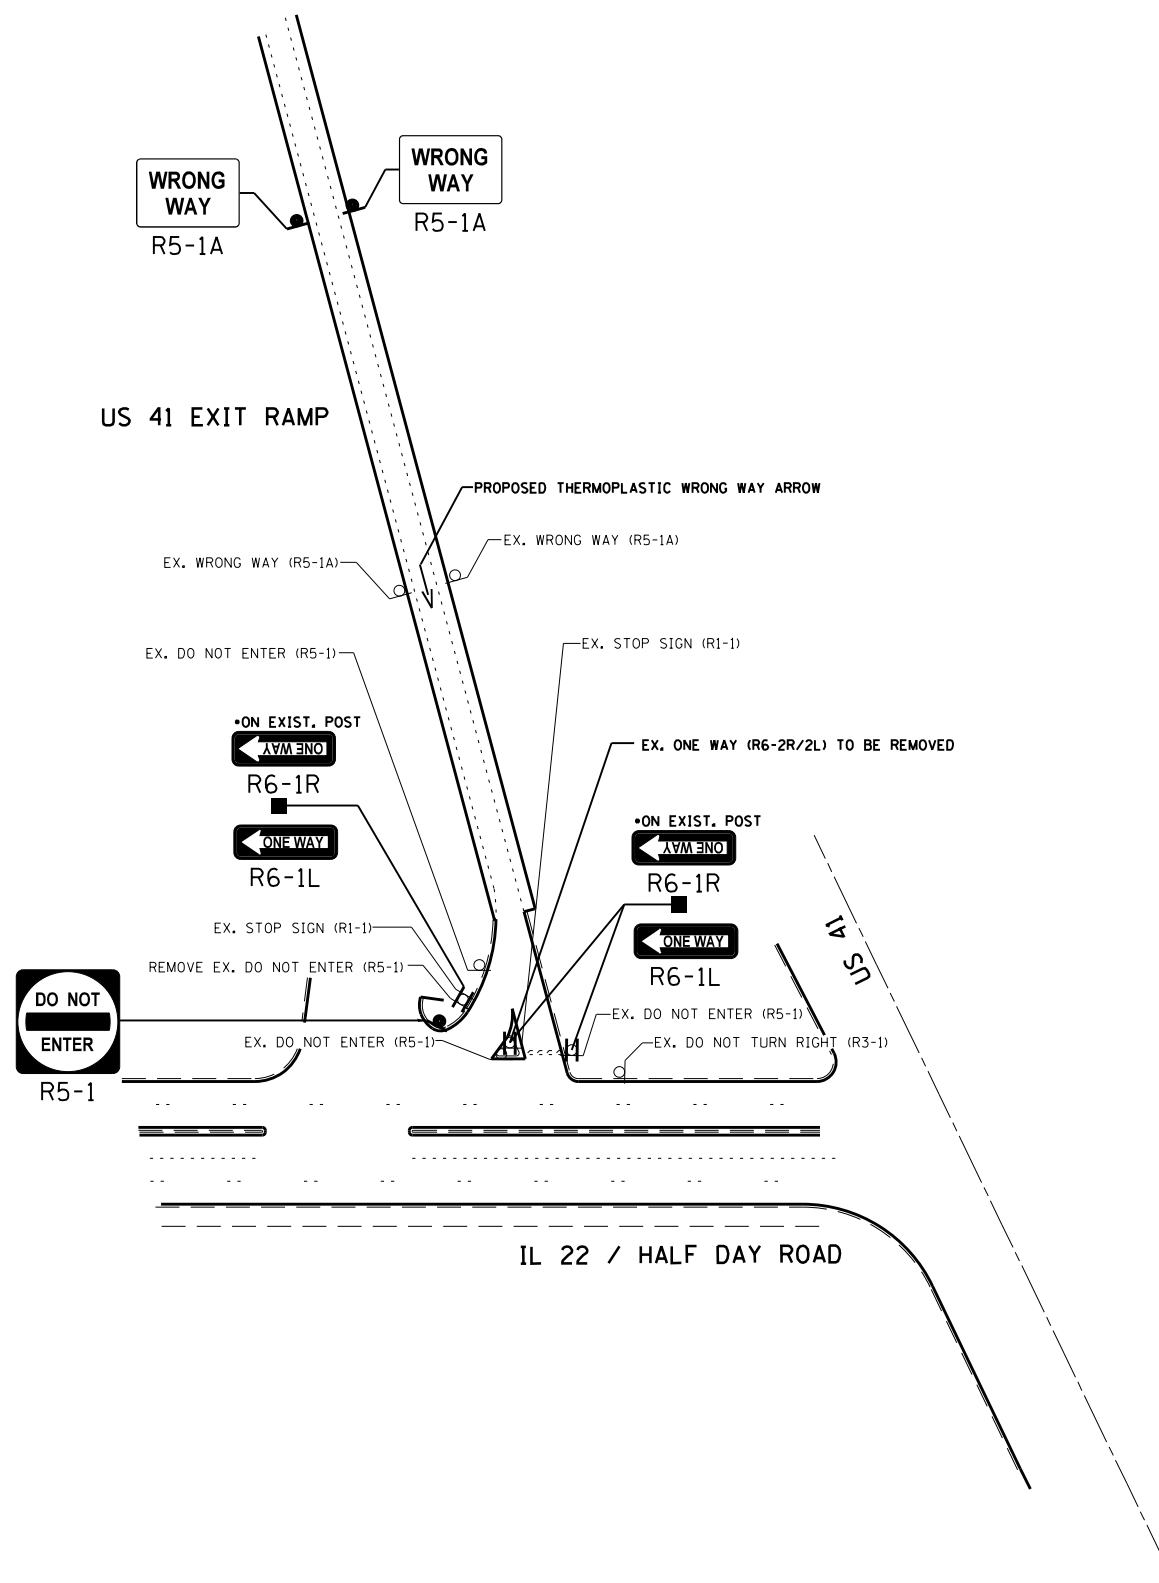 WRONG
WAY
R5-1A
WRONG
WAY
R5-1A
US 41 EXIT RAMP
PROPOSED THERMOPLASTIC WRONG WAY ARROW
EX. WRONG WAY (R5-1A)
EX. WRONG WAY (R5-1A)
EX. STOP SIGN (R1-1)
EX. DO NOT ENTER (R5-1)
•ON EXIST. POST
ONE WAY
R6-1R
ONE WAY
R6-1L
EX. ONE WAY (R6-2R/2L) TO BE REMOVED
•ON EXIST. POST
ONE WAY
R6-1R
ONE WAY
R6-1L
US 41
EX. STOP SIGN (R1-1)
REMOVE EX. DO NOT ENTER (R5-1)
DO NOT
ENTER
R5-1
EX. DO NOT ENTER (R5-1)
EX. DO NOT ENTER (R5-1)
EX. DO NOT TURN RIGHT (R3-1)
IL 22 / HALF DAY ROAD